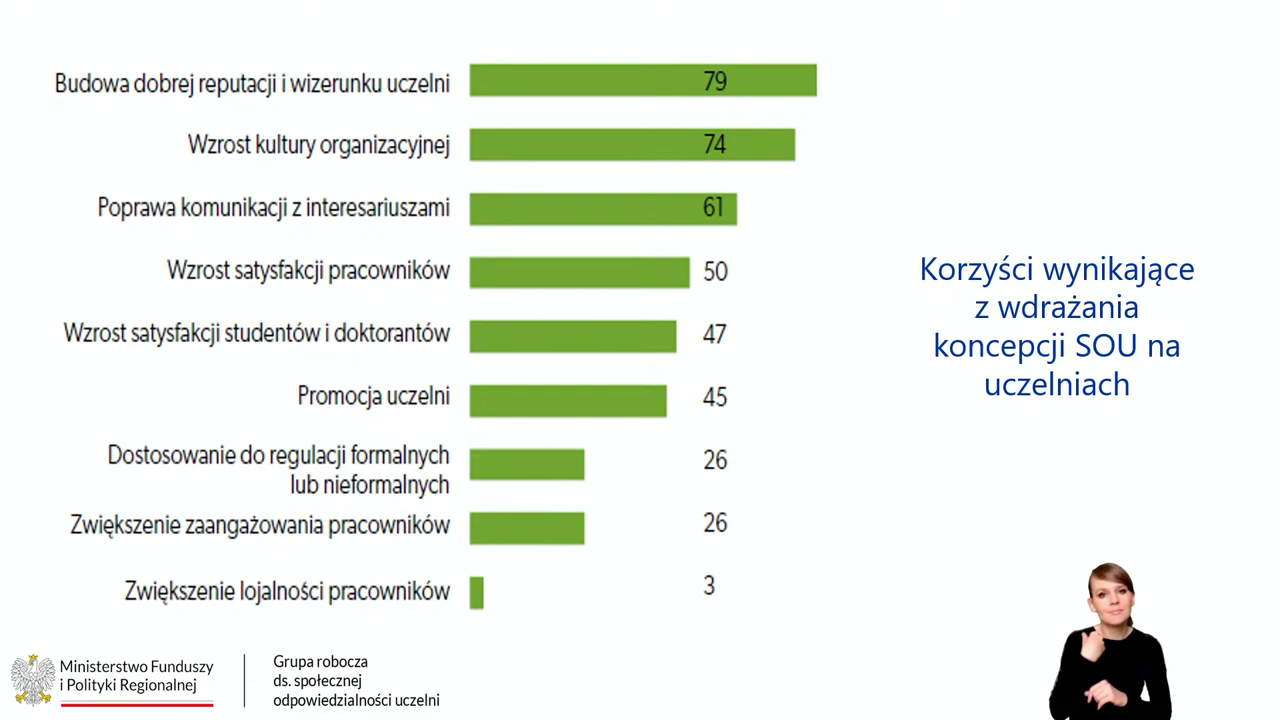 Budowa dobrej reputacji i wizerunku uczelni 79
Wzrost kultury organizacyjnej 74
Poprawa komunikacji z interesariuszami 61
Wzrost satysfakcji pracowników 50
Wzrost satysfakcji studentów i doktorantów 47
Promocja uczelni 45
Dostosowanie do regulacji formalnych
lub nieformalnych 26
Zwiększenie zaangażowania pracowników 26
Zwiększenie lojalności pracowników 3
Korzyści wynikające
z wdrażania
koncepcji SOU na
uczelniach
Ministerstwo Funduszy
i Polityki Regionalnej
Grupa robocza
ds. społecznej
odpowiedzialności uczelni